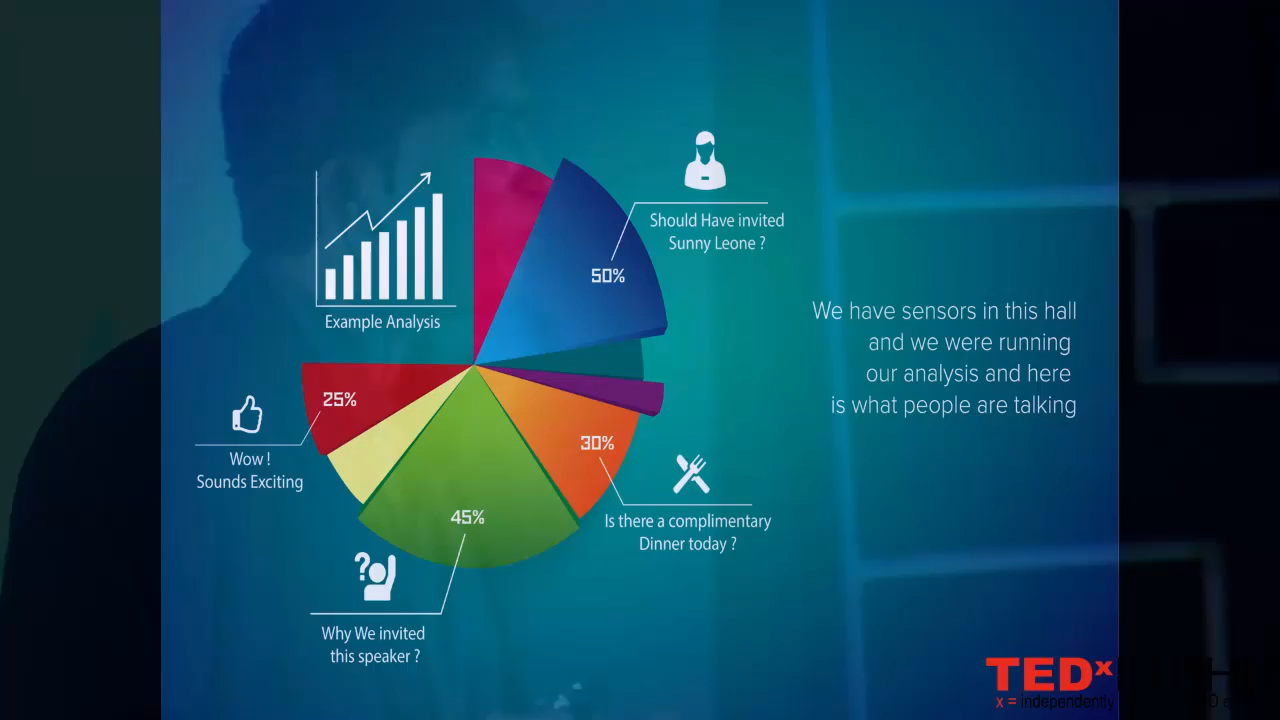 Should Have invited
Sunny Leone ?
50%
Example Analysis
We have sensors in this hall
and we were running
our analysis and here
is what people are talking
25%
Wow !
Sounds Exciting
30%
Is there a complimentary
Dinner today ?
45%
?
Why We invited
this speaker ?
TEDx
x = independently